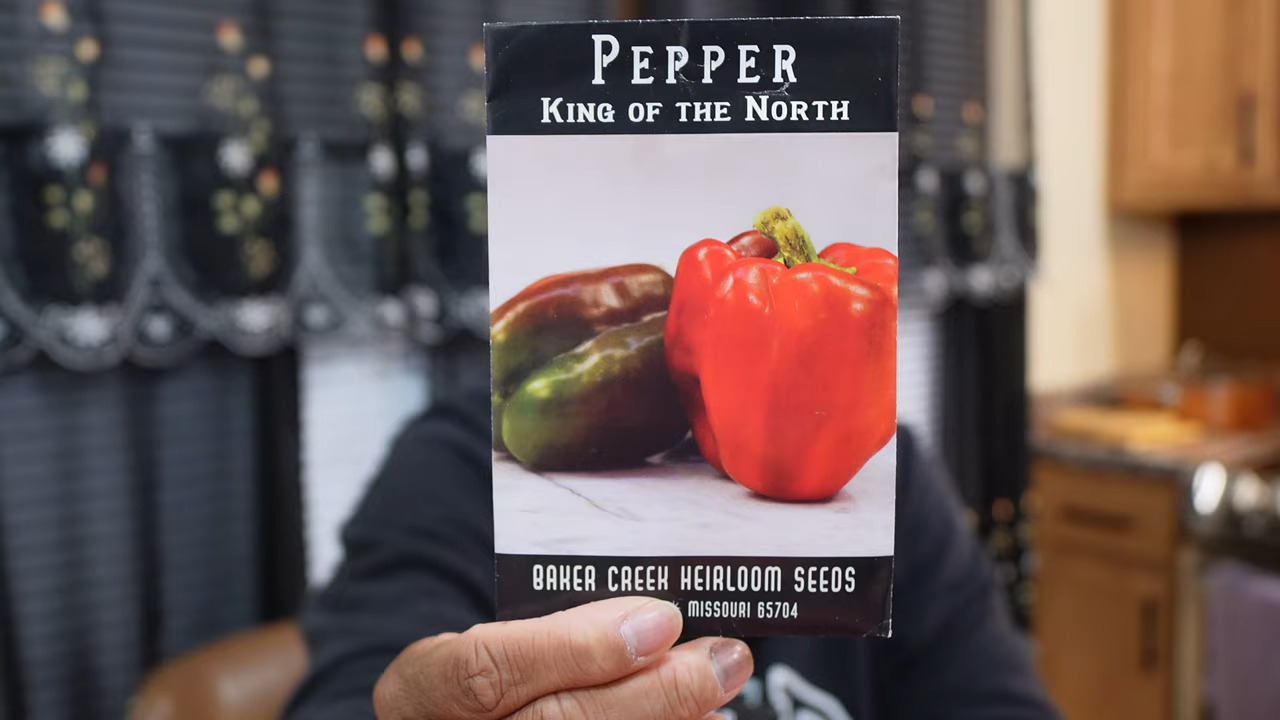 PEPPER
KING OF THE NORTH
BAKER CREEK HEIRLOOM SEEDS
MISSOURI 65704